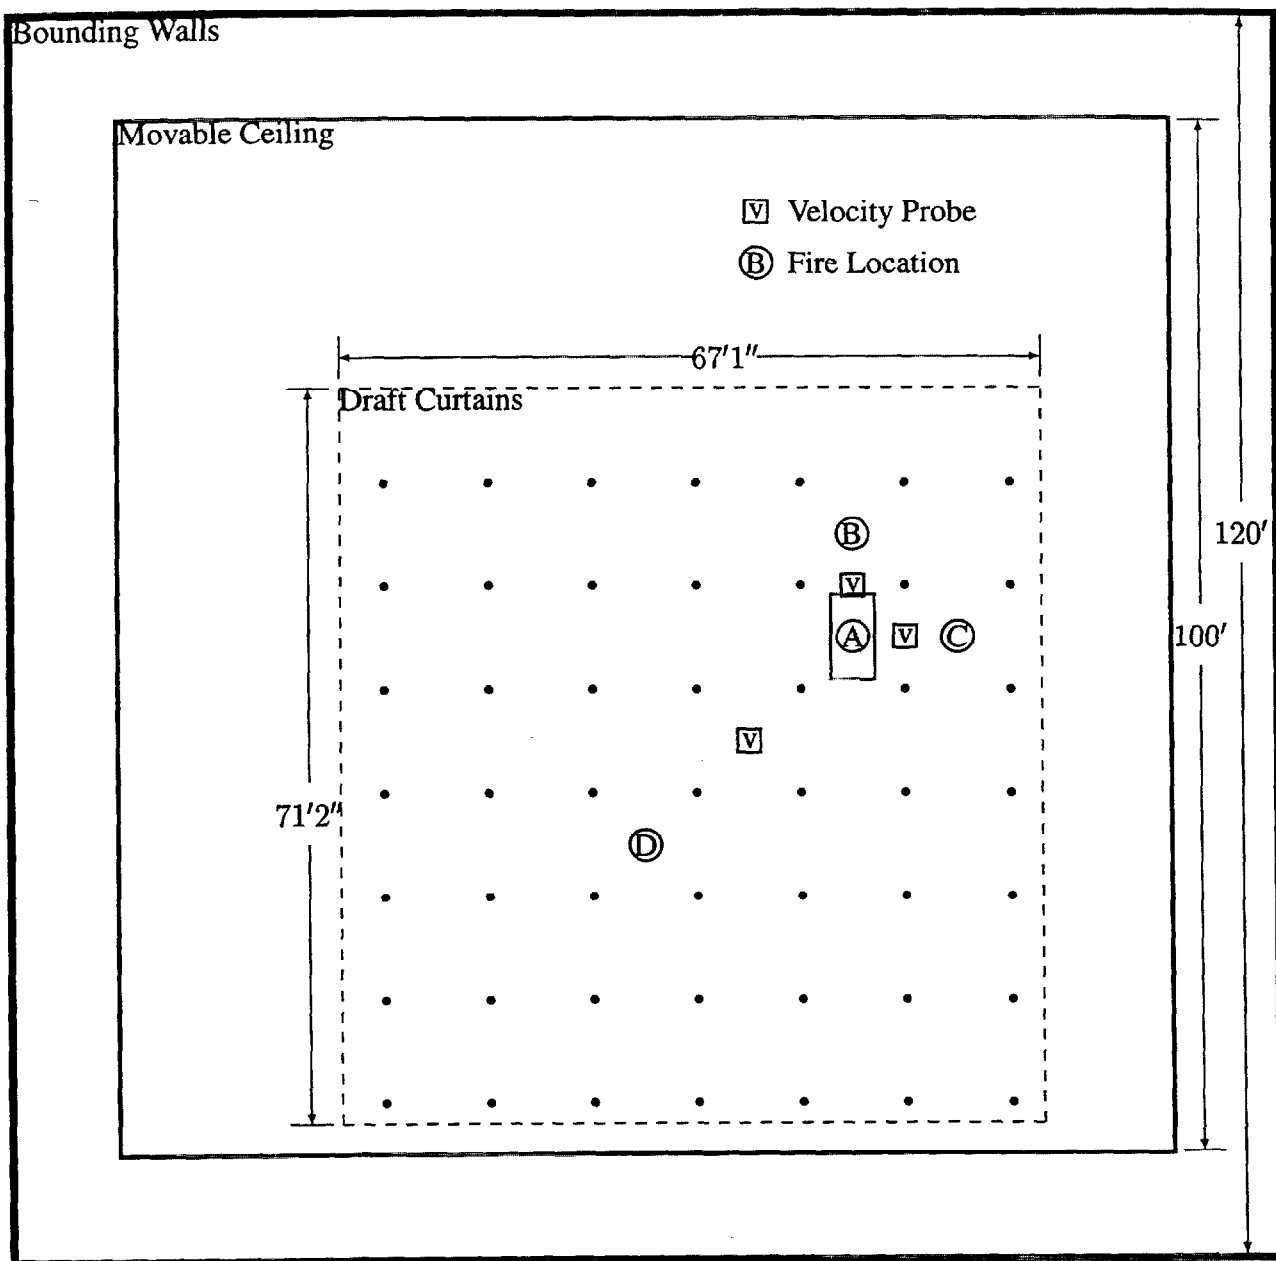 Bounding Walls
Movable Ceiling
V Velocity Probe
B Fire Location
67'1"
Draft Curtains
B
120'
V
A V C
100'
V
71'2"
D